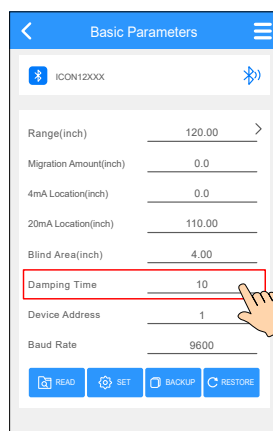 Basic Parameters
ICON12XXX
Range(inch) 120.00
Migration Amount(inch) 0.0
4mA Location(inch) 0.0
20mA Location(inch) 110.00
Blind Area(inch) 4.00
Damping Time 10
Device Address 1
Baud Rate 9600
READ SET BACKUP RESTORE